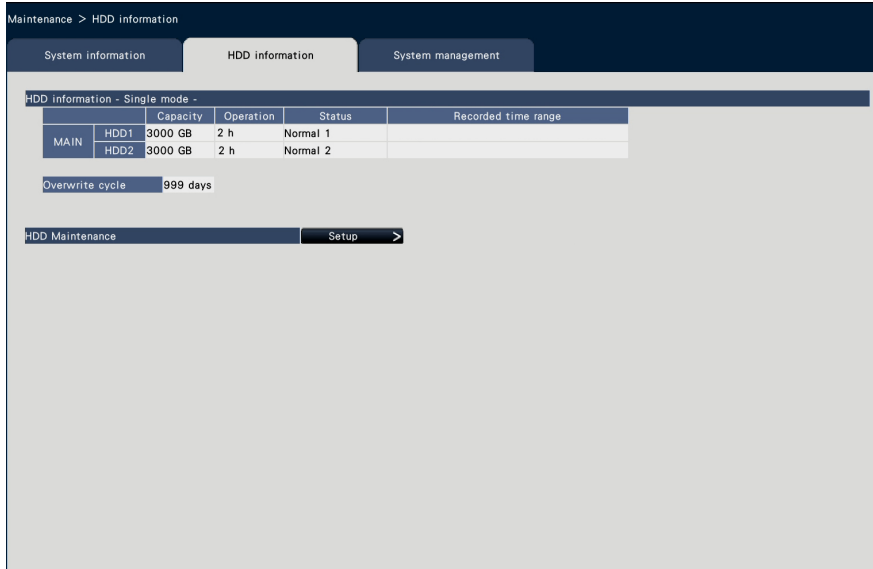 Maintenance > HDD information
System information HDD information System management
HDD information - Single mode -
Capacity Operation Status Recorded time range
MAIN HDD1 3000 GB 2 h Normal 1
HDD2 3000 GB 2 h Normal 2
Overwrite cycle 999 days
HDD Maintenance Setup >